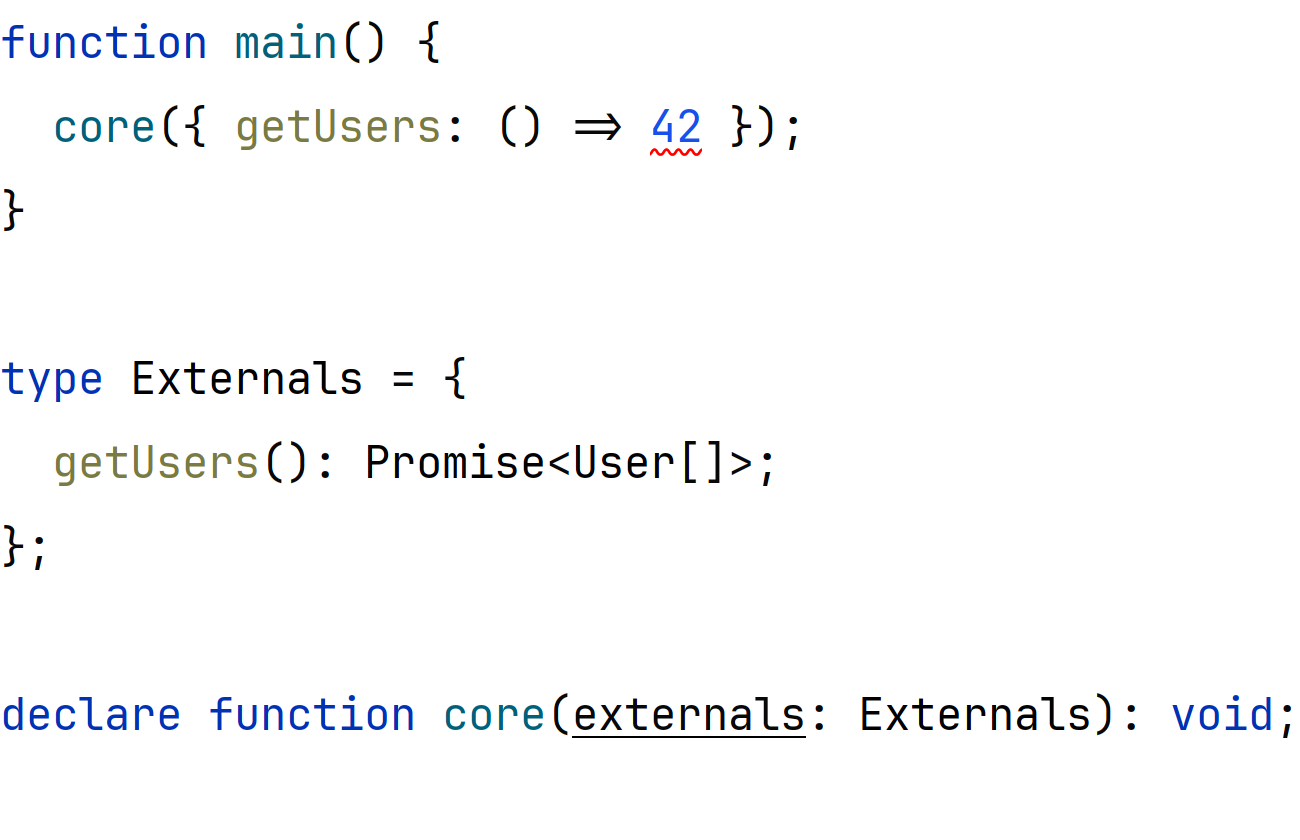 function main() {
  core({ getUsers: () => 42 });
}
type Externals = {
  getUsers(): Promise<User[]>;
};
declare function core(externals: Externals): void;